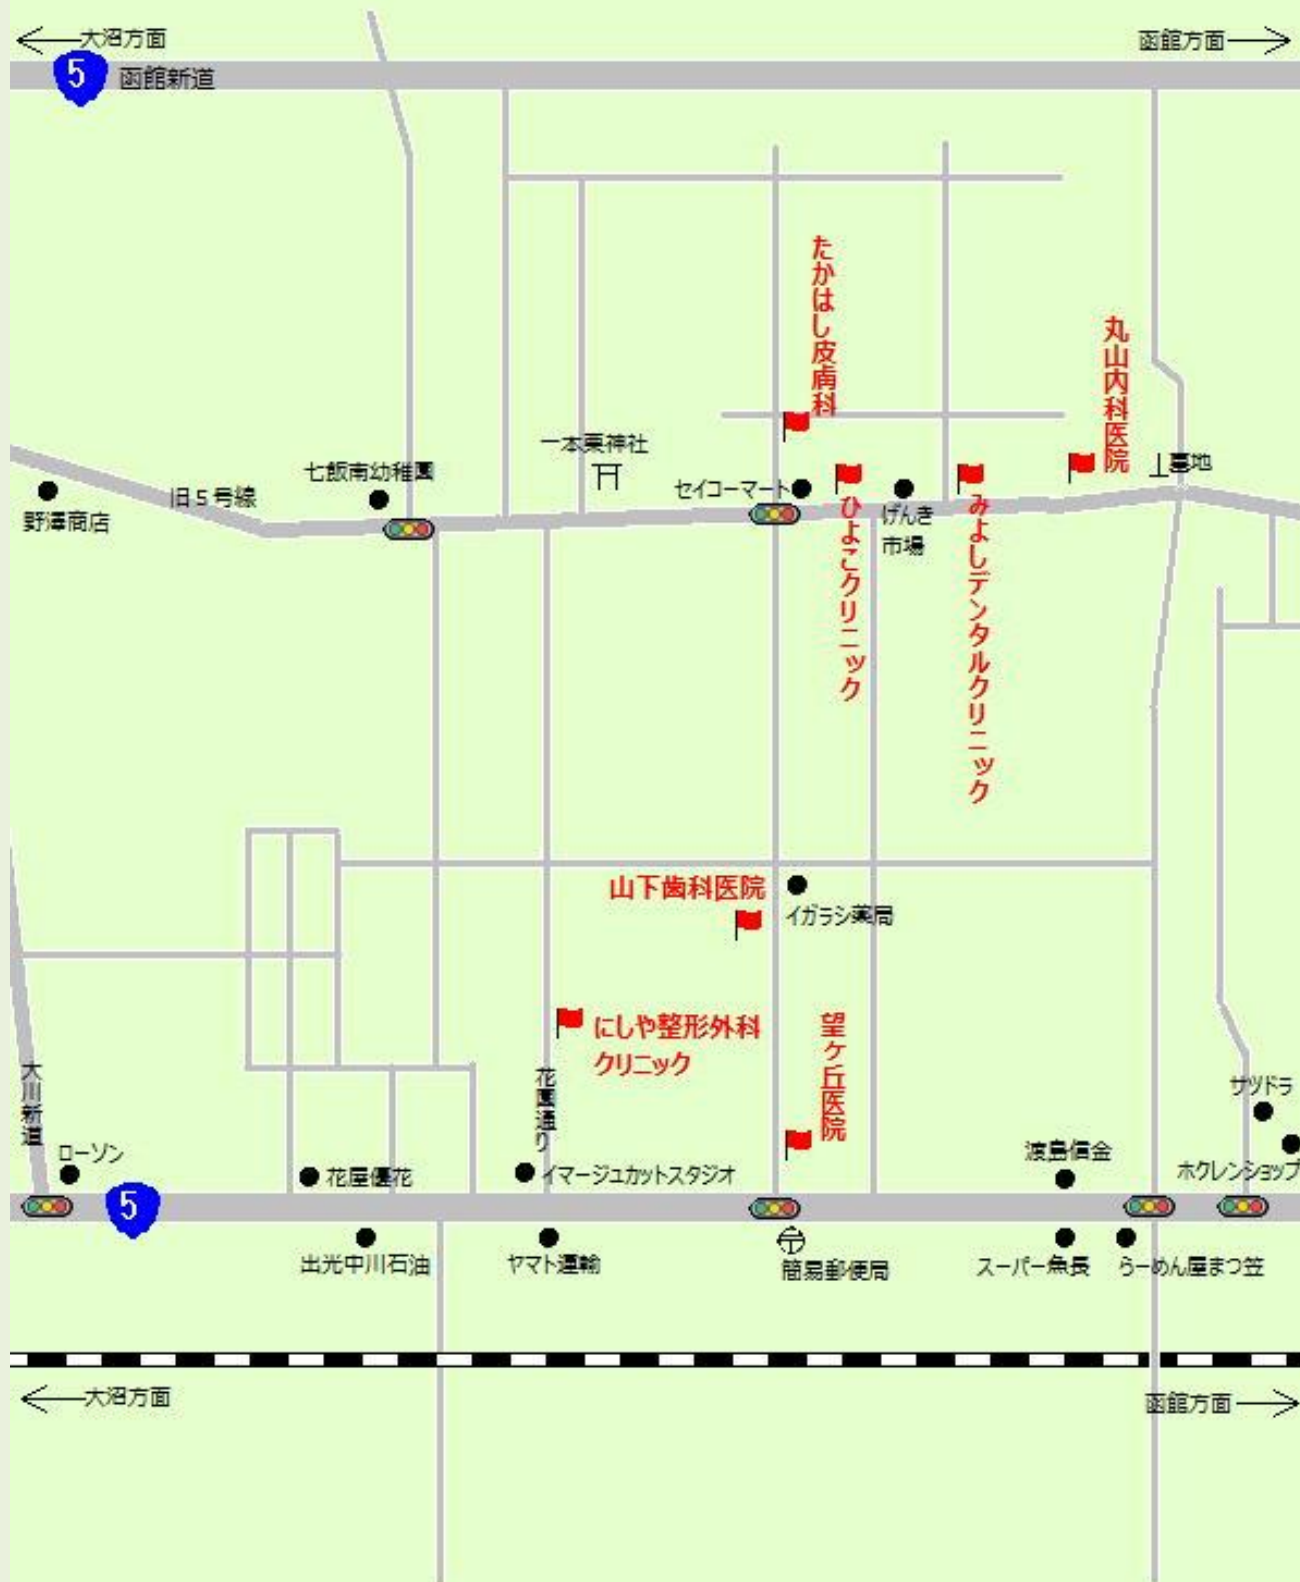 大沼方面
函館方面
5
函館新道
たかはし皮膚科
丸山内科医院
一本栗神社
七飯南幼稚園
墓地
セイコーマート
旧5号線
野澤商店
げんき
市場
ひよこクリニック
みよしデンタルクリニック
山下歯科医院
イガラシ薬局
にしや整形外科
クリニック
望ヶ丘医院
大川新道
花園通り
サツドラ
ローソン
渡島信金
花屋優花
イマージュカットスタジオ
ホクレンショップ
5
出光中川石油
ヤマト運輸
簡易郵便局
スーパー魚長
らーめん屋まつ笠
大沼方面
函館方面